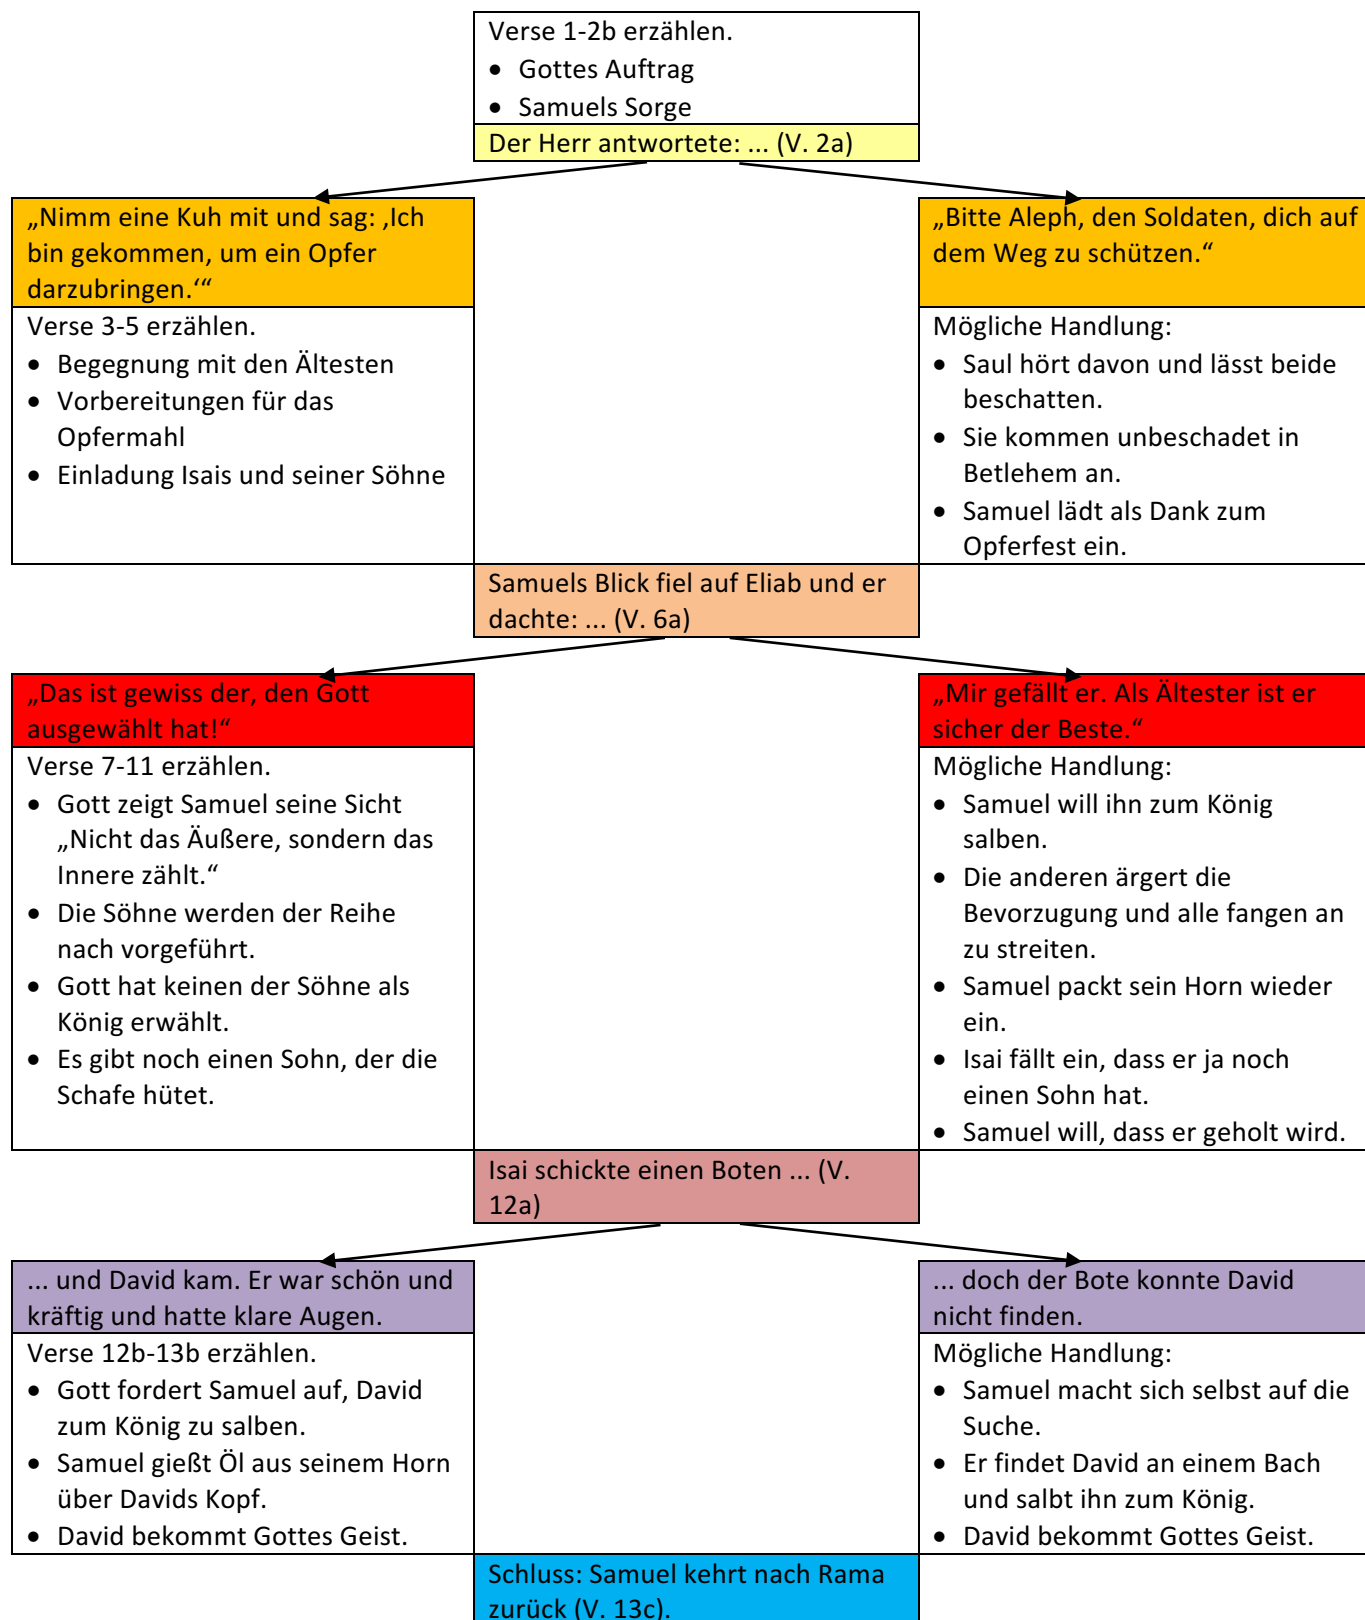 Verse 1-2b erzählen.
• Gottes Auftrag
• Samuels Sorge
Der Herr antwortete: ... (V. 2a)
„Nimm eine Kuh mit und sag: ‚Ich
bin gekommen, um ein Opfer
darzubringen.‘“
Verse 3-5 erzählen.
• Begegnung mit den Ältesten
• Vorbereitungen für das
Opfermahl
• Einladung Isais und seiner Söhne
„Bitte Aleph, den Soldaten, dich auf
dem Weg zu schützen.“
Mögliche Handlung:
• Saul hört davon und lässt beide
beschatten.
• Sie kommen unbeschadet in
Betlehem an.
• Samuel lädt als Dank zum
Opferfest ein.
Samuels Blick fiel auf Eliab und er
dachte: ... (V. 6a)
„Das ist gewiss der, den Gott
ausgewählt hat!“
Verse 7-11 erzählen.
• Gott zeigt Samuel seine Sicht
„Nicht das Äußere, sondern das
Innere zählt.“
• Die Söhne werden der Reihe
nach vorgeführt.
• Gott hat keinen der Söhne als
König erwählt.
• Es gibt noch einen Sohn, der die
Schafe hütet.
„Mir gefällt er. Als Ältester ist er
sicher der Beste.“
Mögliche Handlung:
• Samuel will ihn zum König
salben.
• Die anderen ärgert die
Bevorzugung und alle fangen an
zu streiten.
• Samuel packt sein Horn wieder
ein.
• Isai fällt ein, dass er ja noch
einen Sohn hat.
• Samuel will, dass er geholt wird.
Isai schickte einen Boten ... (V.
12a)
... und David kam. Er war schön und
kräftig und hatte klare Augen.
Verse 12b-13b erzählen.
• Gott fordert Samuel auf, David
zum König zu salben.
• Samuel gießt Öl aus seinem Horn
über Davids Kopf.
• David bekommt Gottes Geist.
... doch der Bote konnte David
nicht finden.
Mögliche Handlung:
• Samuel macht sich selbst auf die
Suche.
• Er findet David an einem Bach
und salbt ihn zum König.
• David bekommt Gottes Geist.
Schluss: Samuel kehrt nach Rama
zurück (V. 13c).